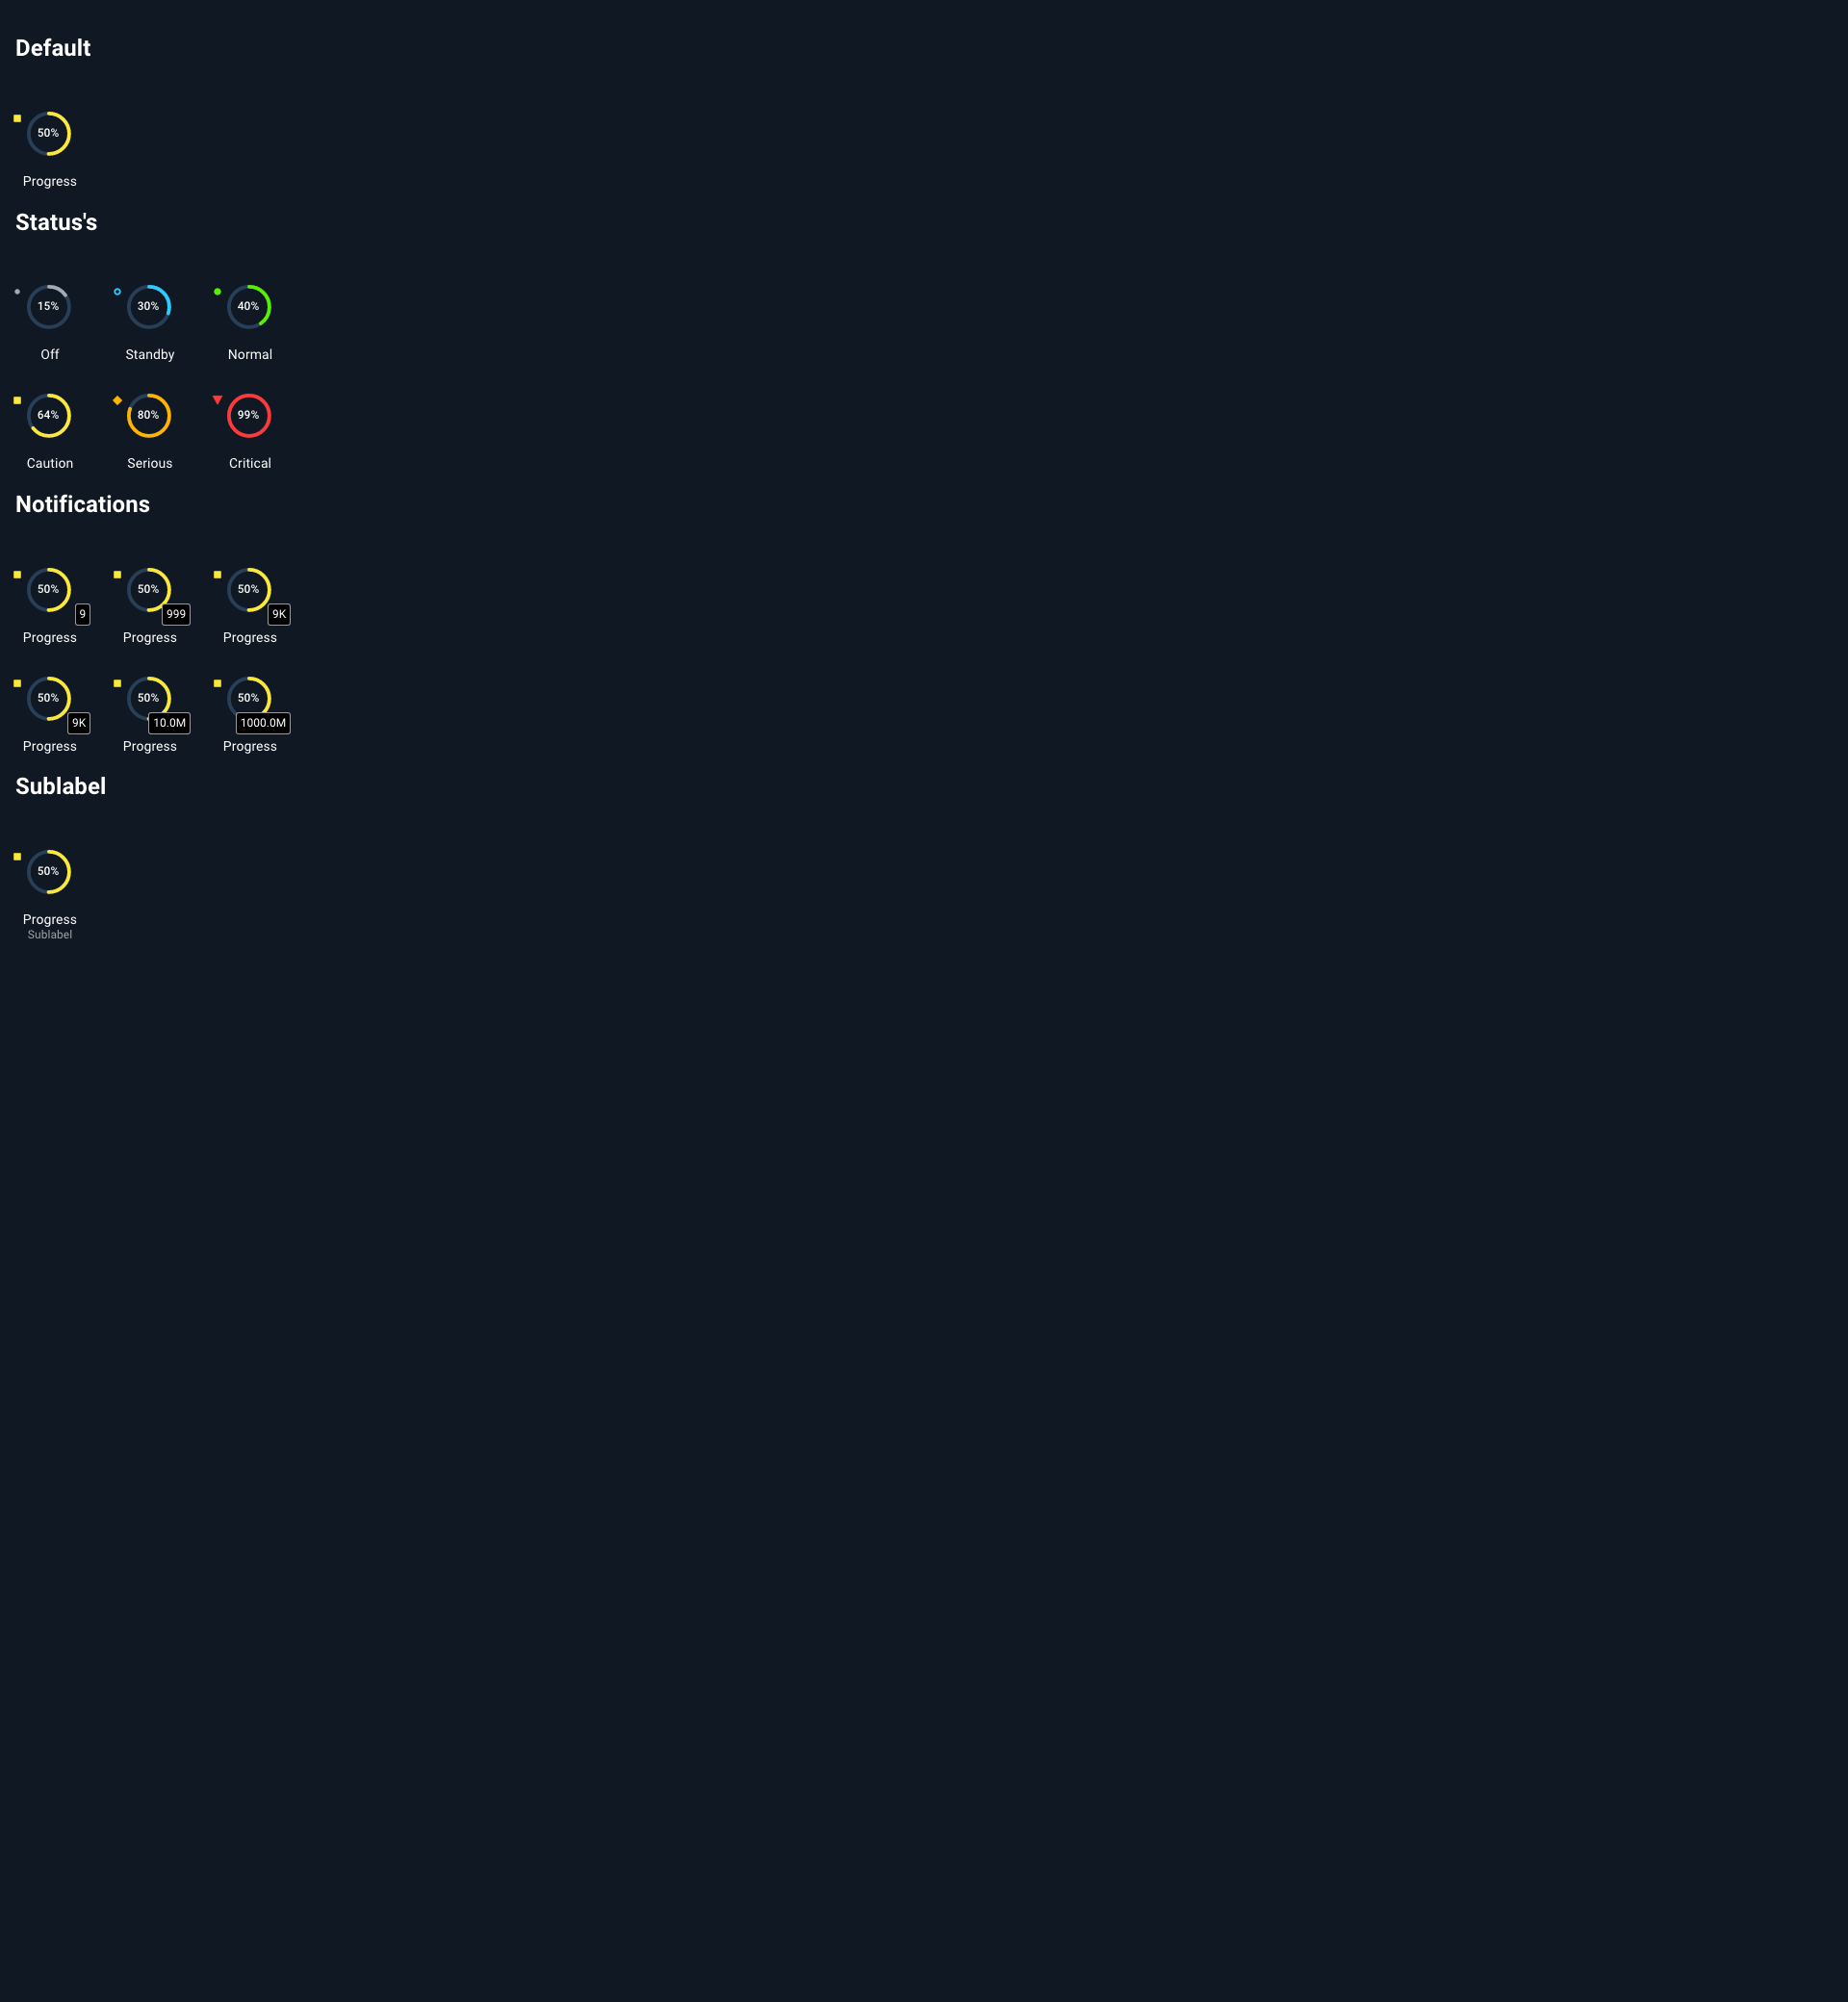 Default
50%
Progress
Status's
15% 30% 40%
Off Standby Normal
64% 80% 99%
Caution Serious Critical
Notifications
50% 50% 50%
9 999 9K
Progress Progress Progress
50% 50% 50%
9K 10.0M 1000.0M
Progress Progress Progress
Sublabel
50%
Progress
Sublabel